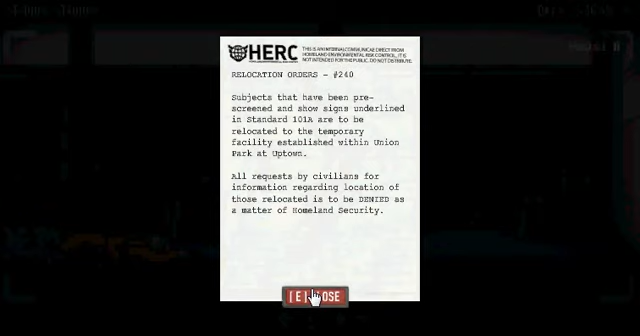 HERC
THIS IS AN INTERNAL COMMUNICAE DIRECT FROM
HOMELAND ENVIRONMENTAL RISK CONTROL, IT IS
NOT INTENDED FOR THE PUBLIC. DO NOT DISTRIBUTE.
RELOCATION ORDERS - #240
Subjects that have been pre-
screened and show signs underlined
in Standard 101A are to be
relocated to the temporary
facility established within Union
Park at Uptown.
All requests by civilians for
information regarding location of
those relocated is to be DENIED as
a matter of Homeland Security.
[E]